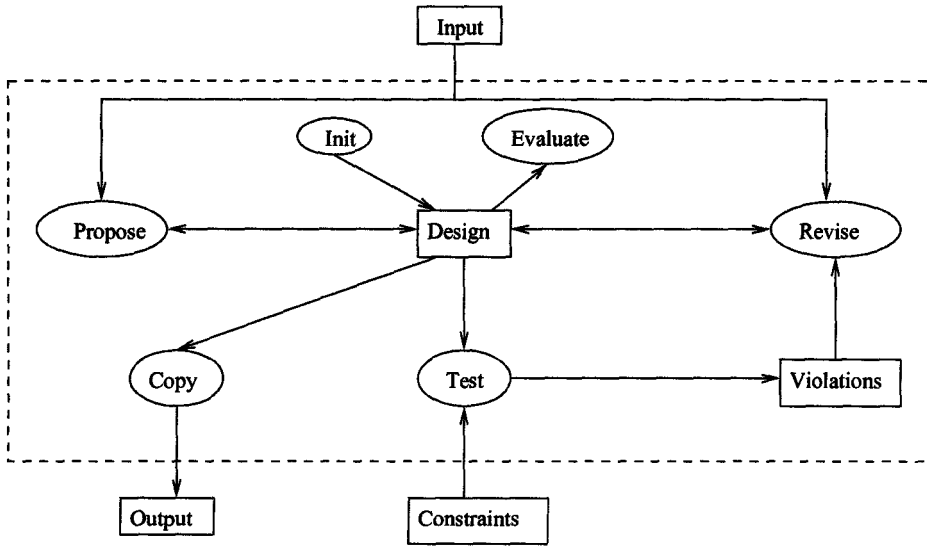 Input
Init
Evaluate
Propose
Design
Revise
Copy
Test
Violations
Output
Constraints